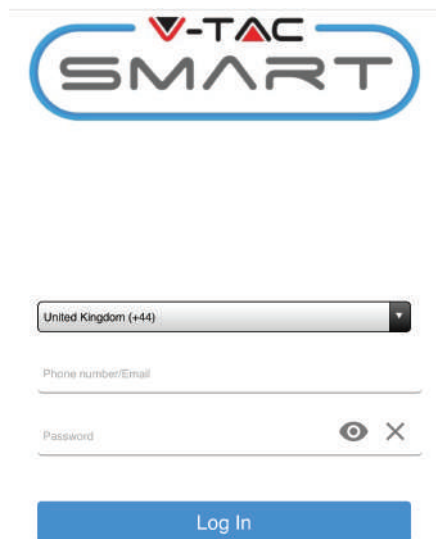 V-TAC
SMART
United Kingdom (+44)
Phone number/Email
Password
Log In